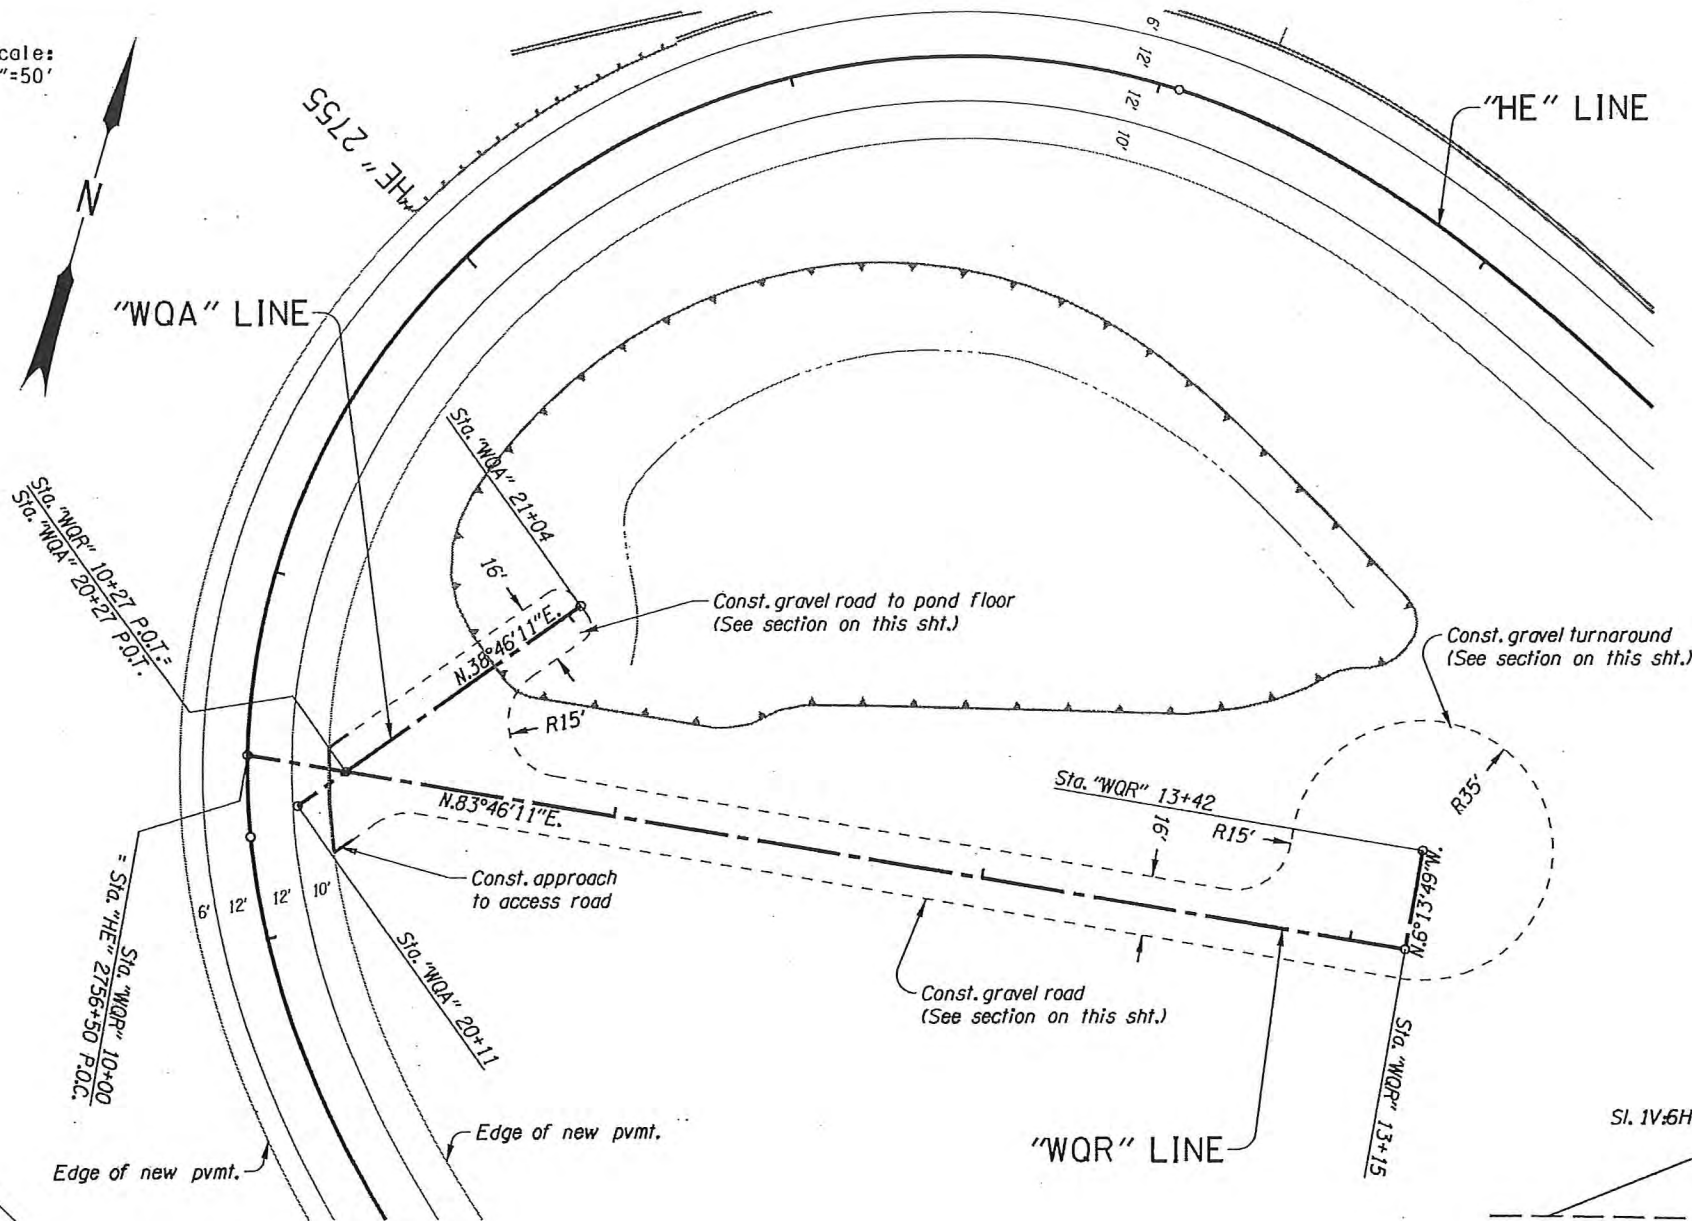 cale:
"=50'
N
"HE" 2755
6'
12'
12'
10'
"HE" LINE
"WQA" LINE
Sta. "WQA" 21+04
Sta. "WQR" 10+27 P.O.T.=
Sta. "WQA" 20+27 P.O.T.
16'
Const. gravel road to pond floor
(See section on this sht.)
N.38°46'11"E.
R15'
Const. gravel turnaround
(See section on this sht.)
R35'
Sta. "WQR" 13+42
16'
R15'
N.83°46'11"E.
N.6°13'49"W.
Const. approach
to access road
6'
12'
12'
10'
Sta. "WQR" 10+00
= Sta. "HE" 2756+50 P.O.C.
Sta. "WQA" 20+11
Const. gravel road
(See section on this sht.)
Sta. "WQR" 13+15
Edge of new pvmt.
Edge of new pvmt.
"WQR" LINE
Sl. 1V:6H